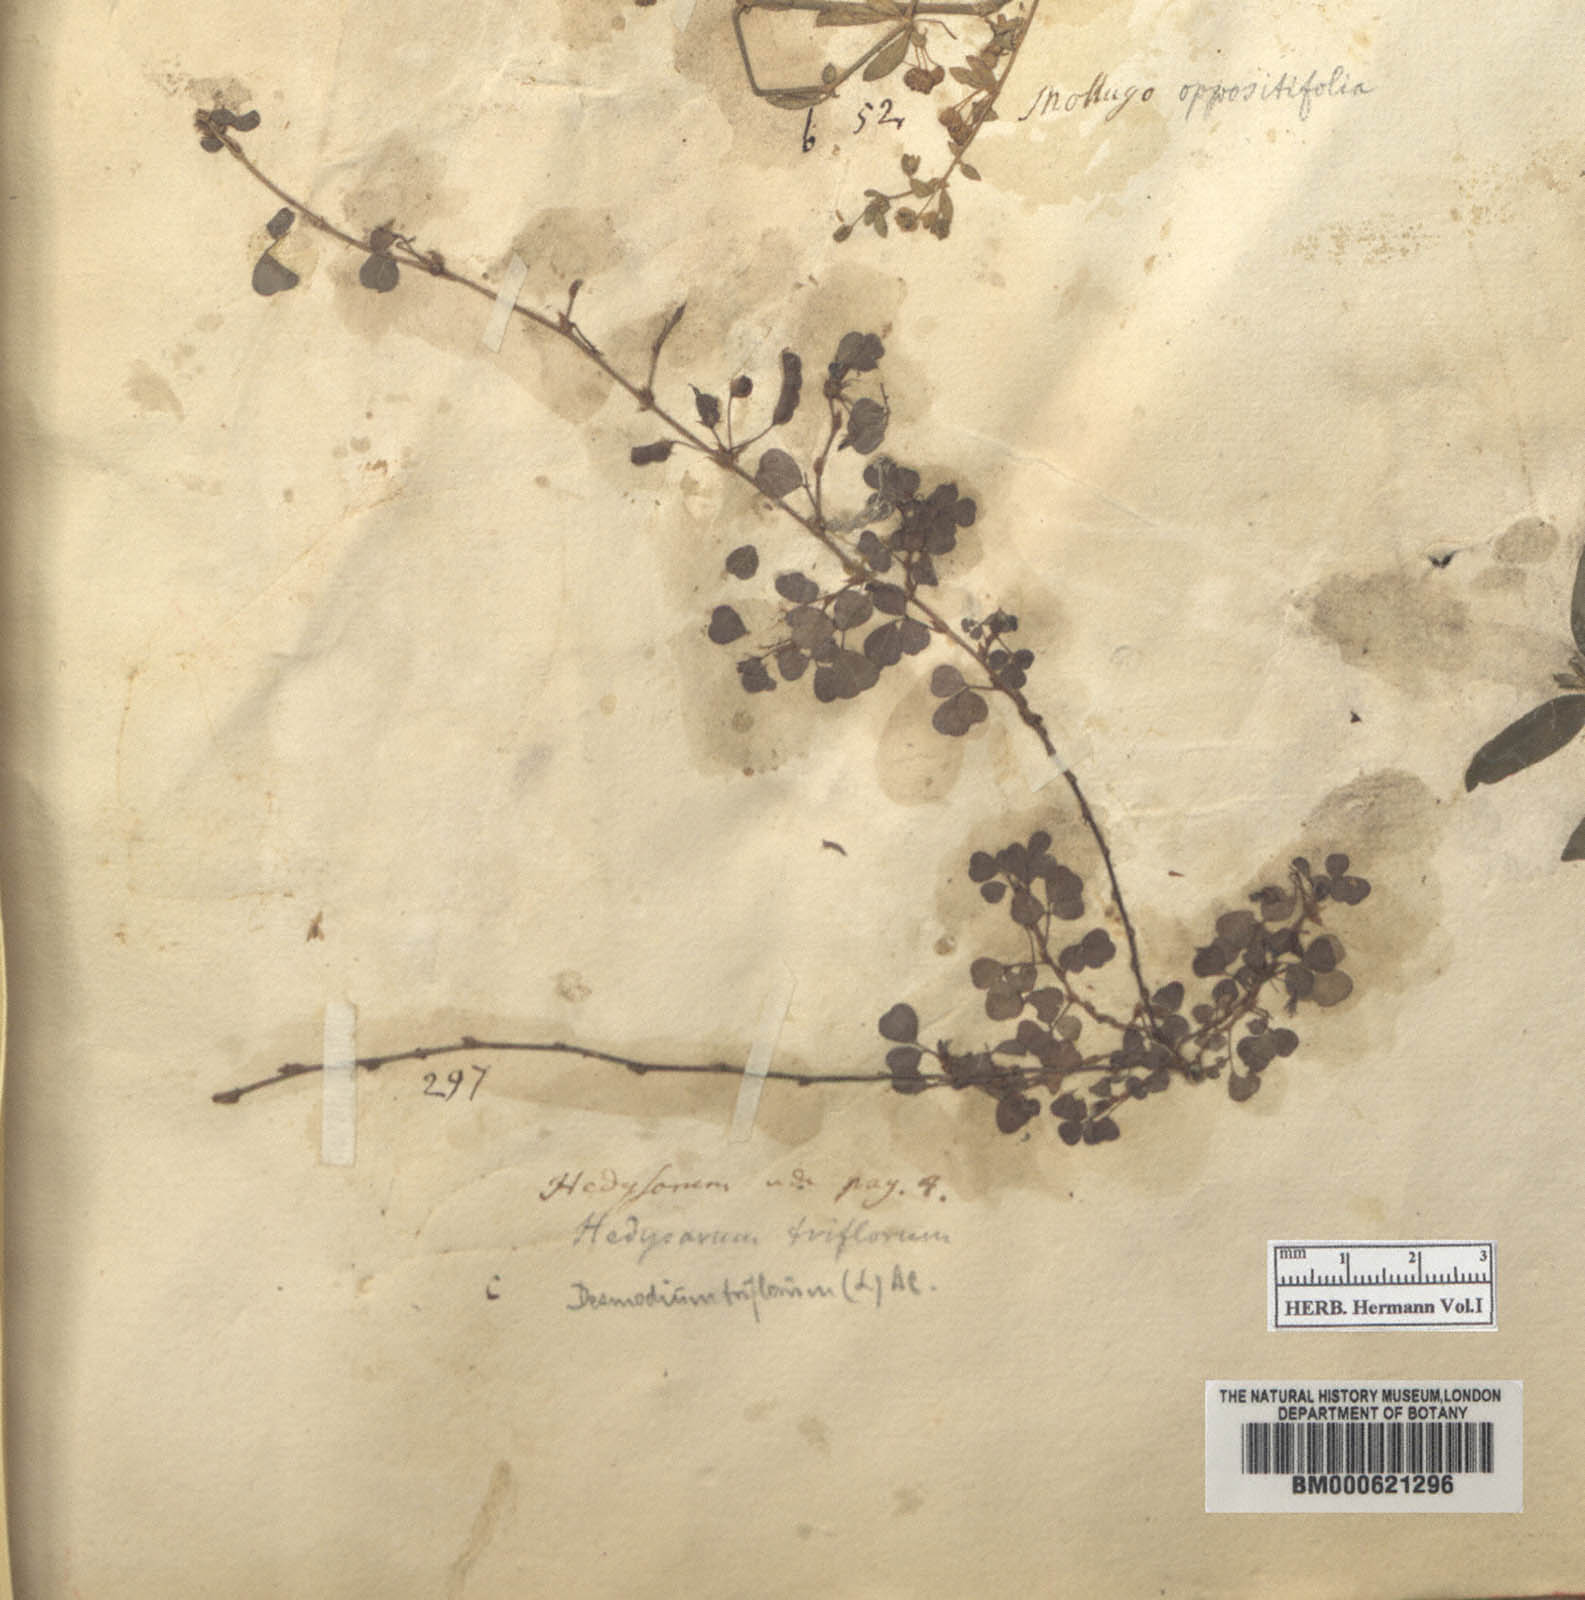 Mollugo oppositifolia
b 52.
297
Hedysarum vide pag. 4.
Hedysarum triflorum
c Desmodium triflorum (L) DC.
mm 1 2 3
HERB. Hermann Vol.I
THE NATURAL HISTORY MUSEUM,LONDON
DEPARTMENT OF BOTANY
BM000621296